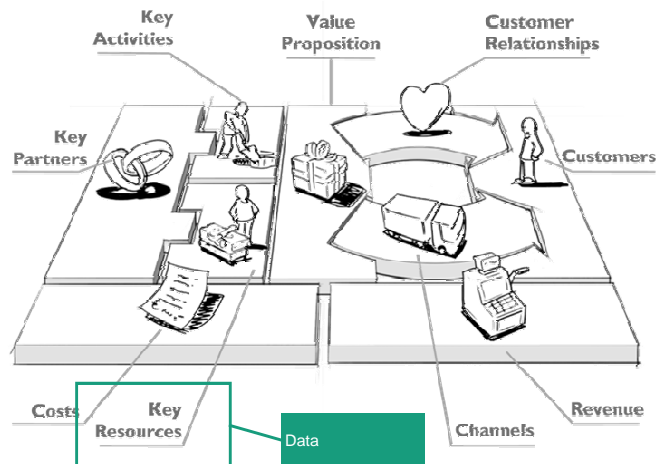 Key
Activities
Value
Proposition
Customer
Relationships
Key
Partners
Customers
Costs
Key
Resources
Data
Channels
Revenue